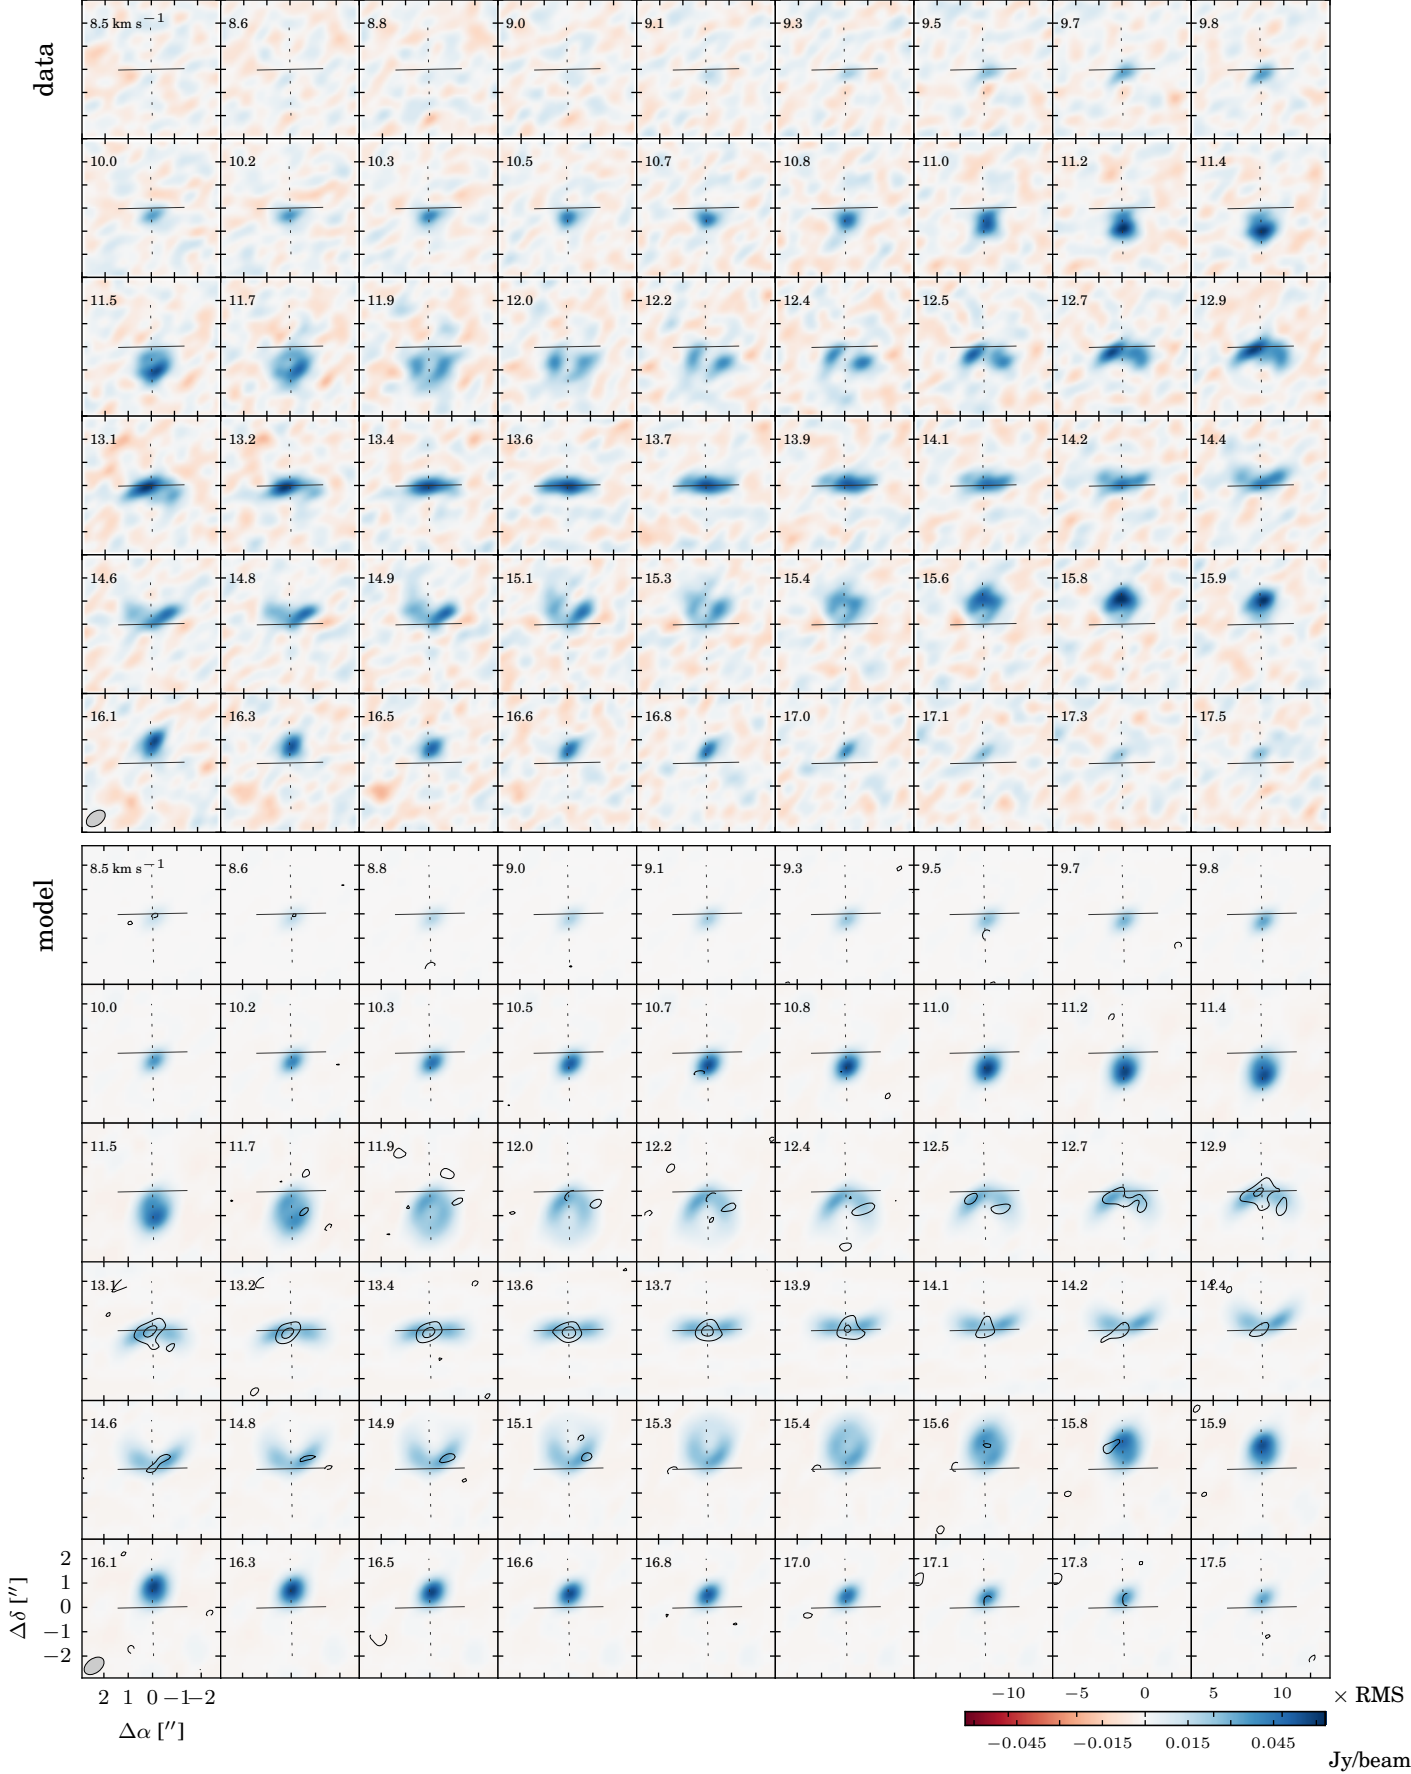 data
8.5 km s−1 8.6 8.8 9.0 9.1 9.3 9.5 9.7 9.8
10.0 10.2 10.3 10.5 10.7 10.8 11.0 11.2 11.4
11.5 11.7 11.9 12.0 12.2 12.4 12.5 12.7 12.9
13.1 13.2 13.4 13.6 13.7 13.9 14.1 14.2 14.4
14.6 14.8 14.9 15.1 15.3 15.4 15.6 15.8 15.9
16.1 16.3 16.5 16.6 16.8 17.0 17.1 17.3 17.5
model
8.5 km s−1 8.6 8.8 9.0 9.1 9.3 9.5 9.7 9.8
10.0 10.2 10.3 10.5 10.7 10.8 11.0 11.2 11.4
11.5 11.7 11.9 12.0 12.2 12.4 12.5 12.7 12.9
13.1 13.2 13.4 13.6 13.7 13.9 14.1 14.2 14.4
14.6 14.8 14.9 15.1 15.3 15.4 15.6 15.8 15.9
16.1 16.3 16.5 16.6 16.8 17.0 17.1 17.3 17.5
2
1
0
−1
−2
Δδ [″]
2 1 0 −1 −2
Δα [″]
−10 −5 0 5 10 × RMS
−0.045 −0.015 0.015 0.045
Jy/beam